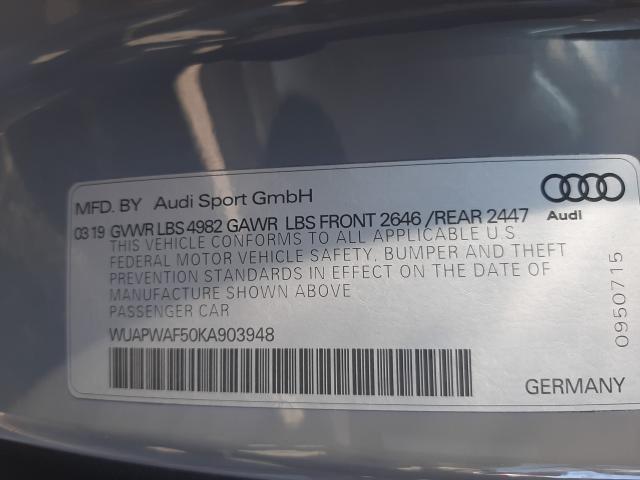 MFD. BY Audi Sport GmbH
03 19 GVWR LBS 4982 GAWR LBS FRONT 2646 /REAR 2447
THIS VEHICLE CONFORMS TO ALL APPLICABLE U S
FEDERAL MOTOR VEHICLE SAFETY, BUMPER AND THEFT
PREVENTION STANDARDS IN EFFECT ON THE DATE OF
MANUFACTURE SHOWN ABOVE
PASSENGER CAR
WUAPWAF50KA903948
Audi
0950715
GERMANY